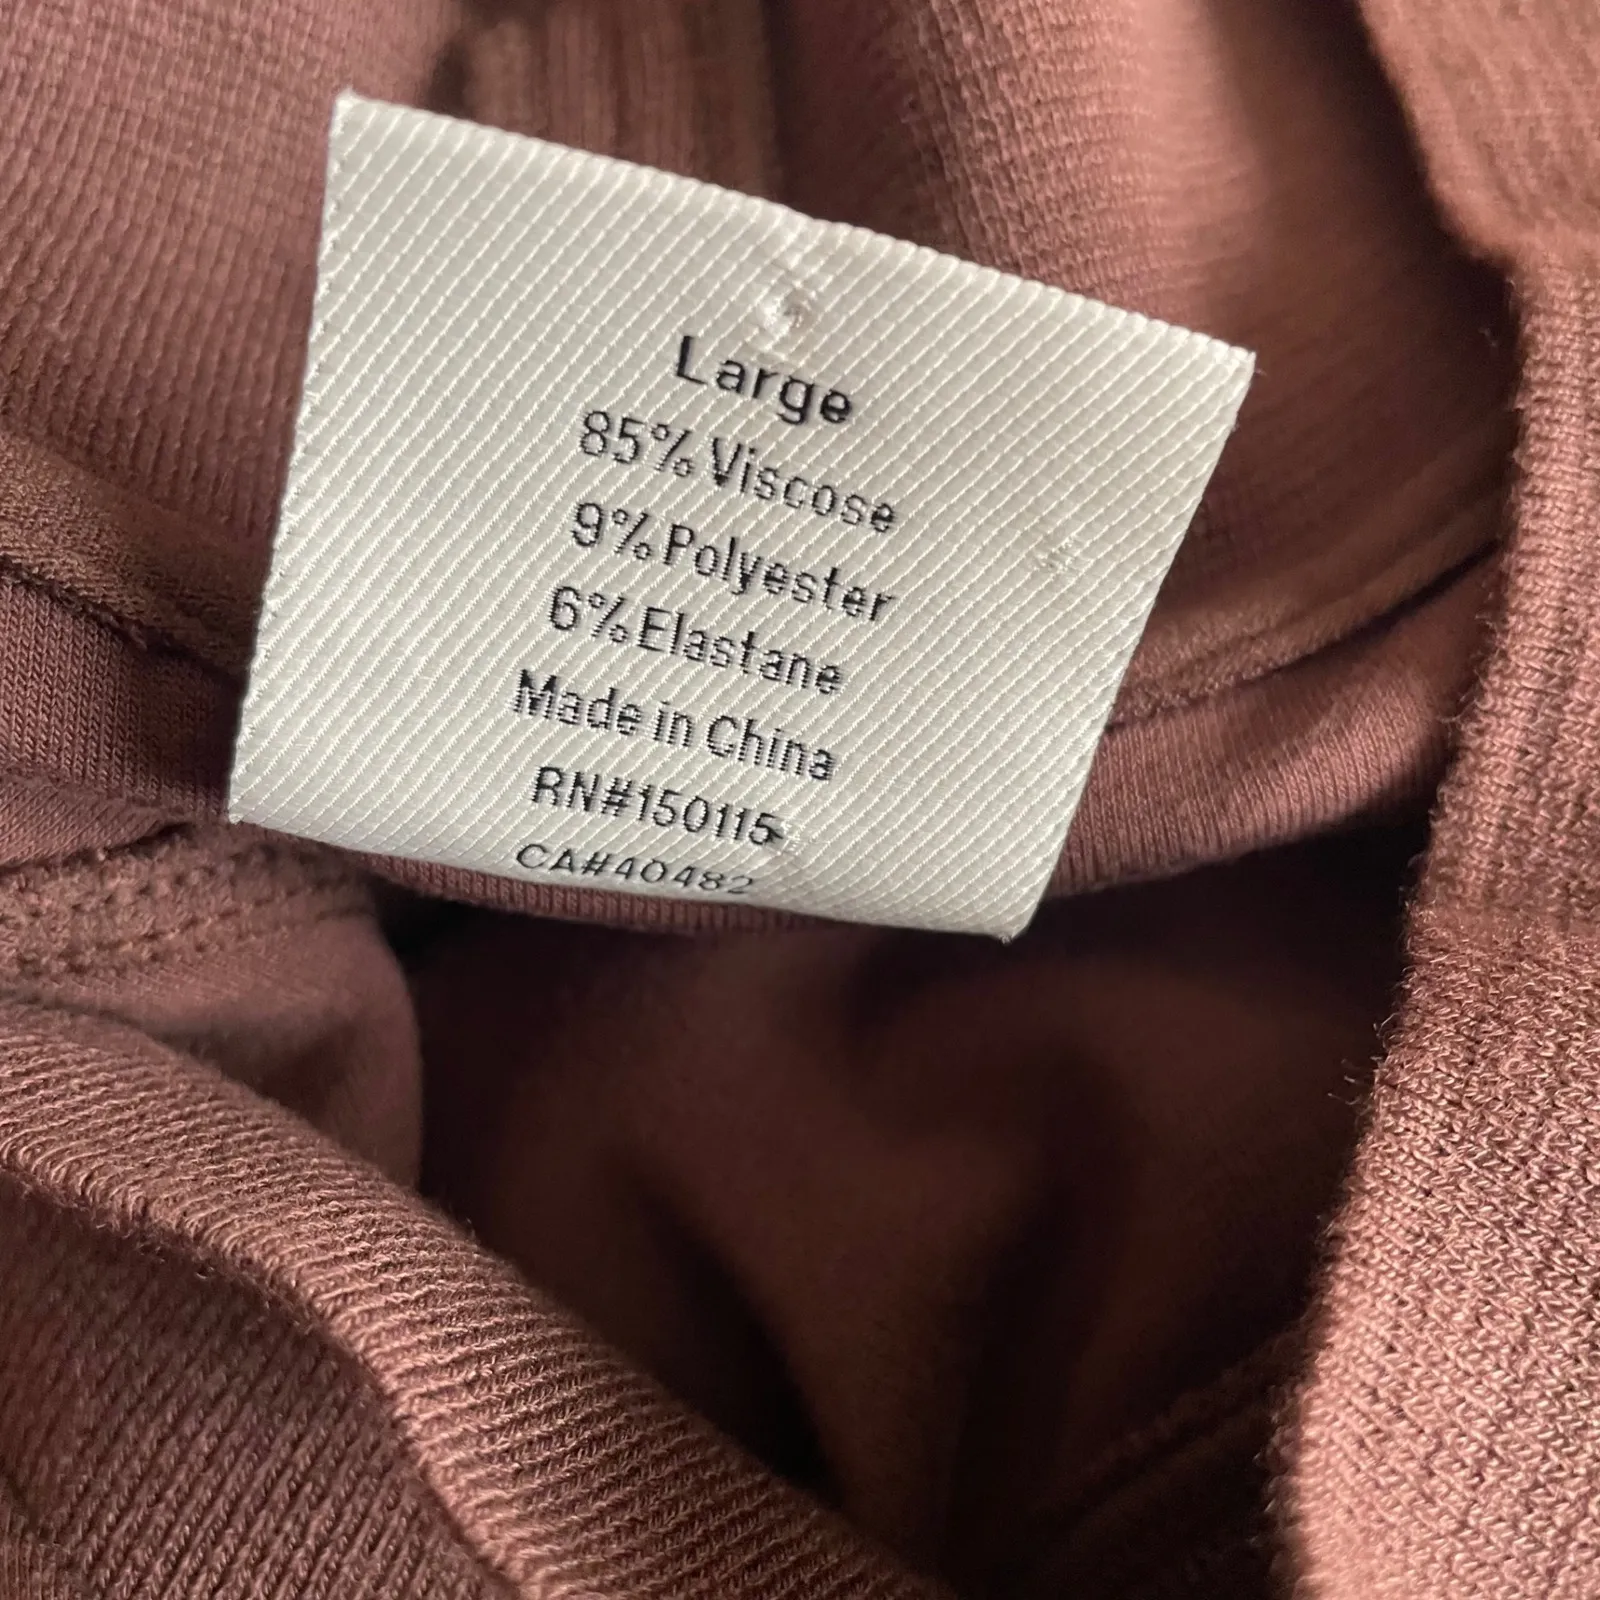 Large
85% Viscose
9% Polyester
6% Elastane
Made in China
RN#150115
CA#40482